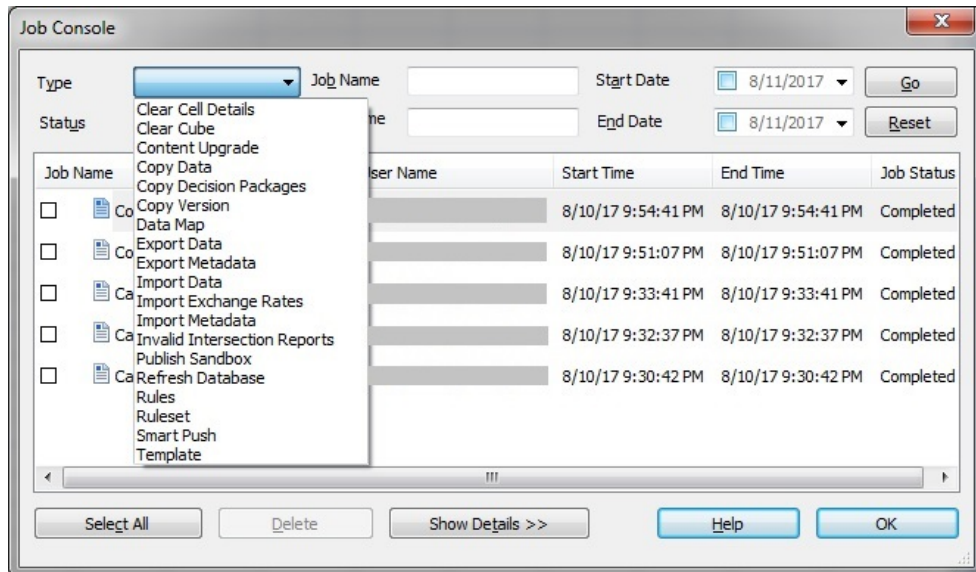 Job Console
Type Job Name Start Date 8/11/2017 Go
Status me End Date 8/11/2017 Reset
Clear Cell Details
Clear Cube
Content Upgrade
Copy Data
Copy Decision Packages
Copy Version
Data Map
Export Data
Export Metadata
Import Data
Import Exchange Rates
Import Metadata
Invalid Intersection Reports
Publish Sandbox
Refresh Database
Rules
Ruleset
Smart Push
Template
Job Name User Name Start Time End Time Job Status
Co 8/10/17 9:54:41 PM 8/10/17 9:54:41 PM Completed
Co 8/10/17 9:51:07 PM 8/10/17 9:51:07 PM Completed
Ca 8/10/17 9:33:41 PM 8/10/17 9:33:41 PM Completed
Ca 8/10/17 9:32:37 PM 8/10/17 9:32:37 PM Completed
Ca 8/10/17 9:30:42 PM 8/10/17 9:30:42 PM Completed
Select All Delete Show Details >> Help OK